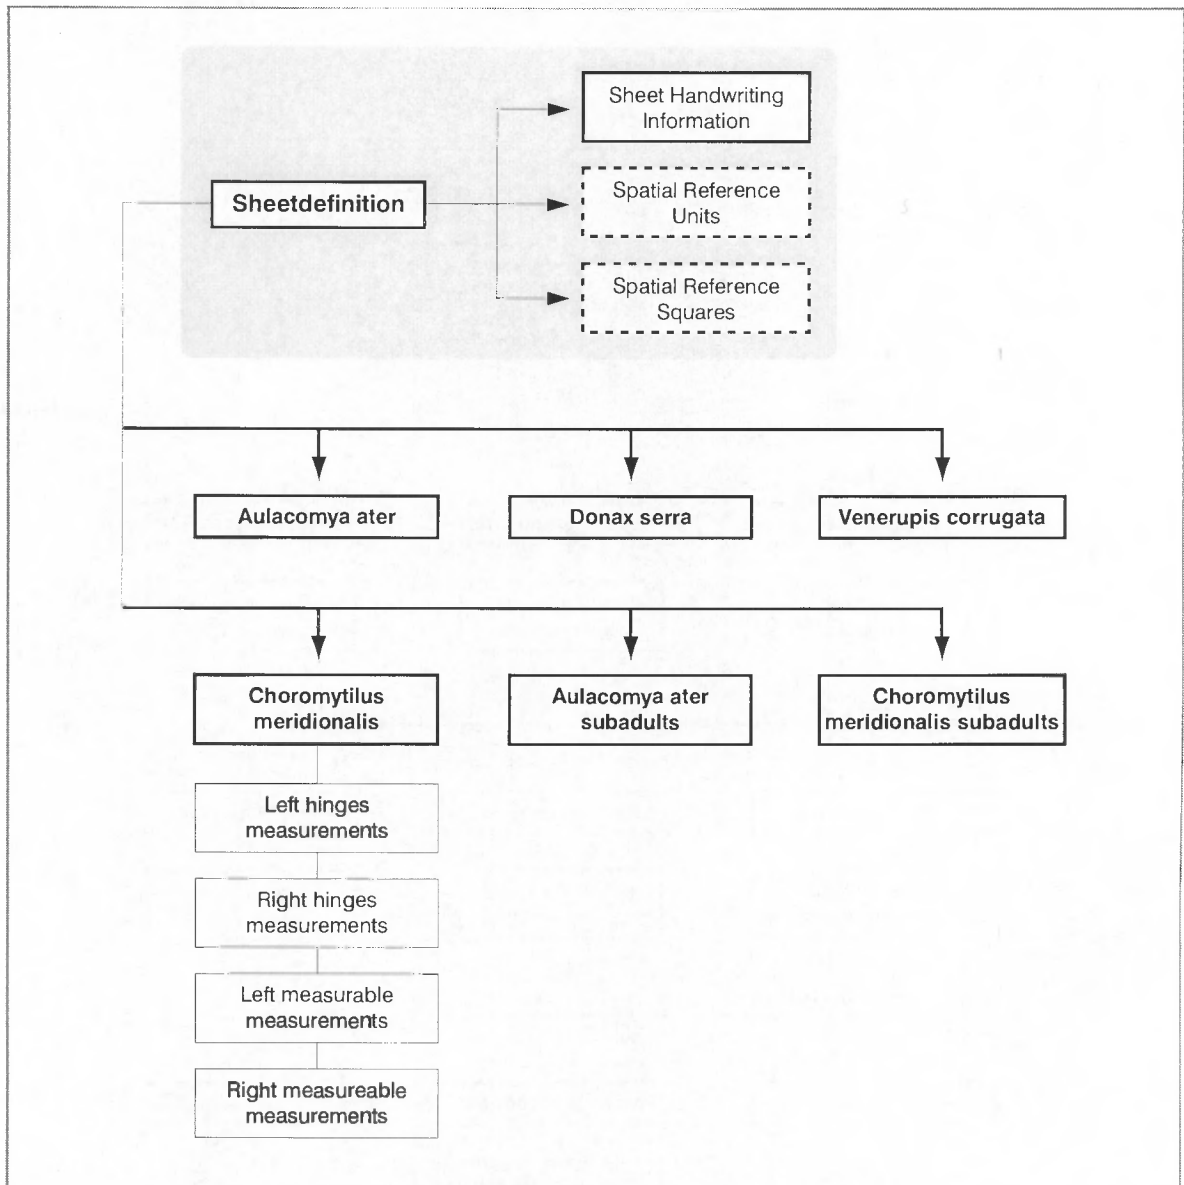 Sheet Handwriting
Information
Sheetdefinition
Spatial Reference
Units
Spatial Reference
Squares
Aulacomya ater
Donax serra
Venerupis corrugata
Choromytilus
meridionalis
Aulacomya ater
subadults
Choromytilus
meridionalis subadults
Left hinges
measurements
Right hinges
measurements
Left measurable
measurements
Right measureable
measurements